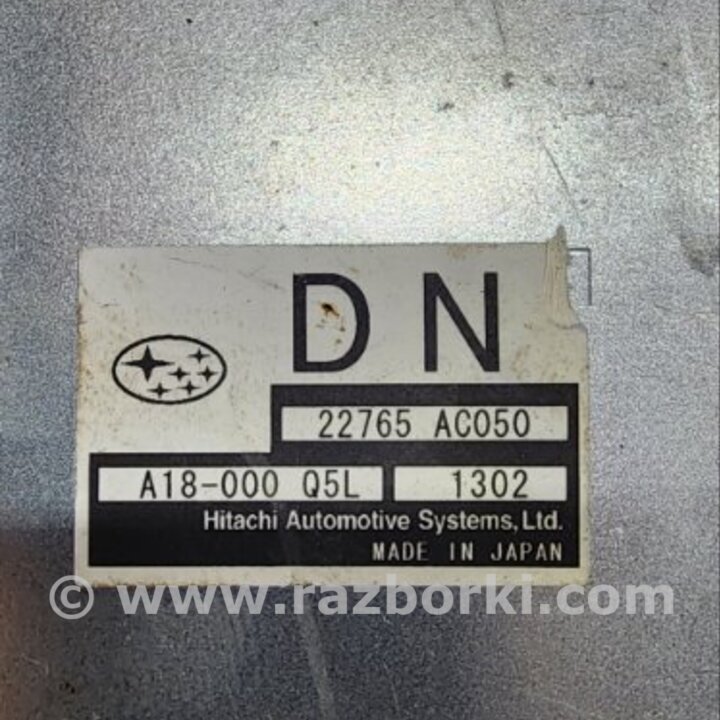 DN
22765 AC050
A18-000 Q5L 1302
Hitachi Automotive Systems, Ltd.
MADE IN JAPAN
© www.razborki.com